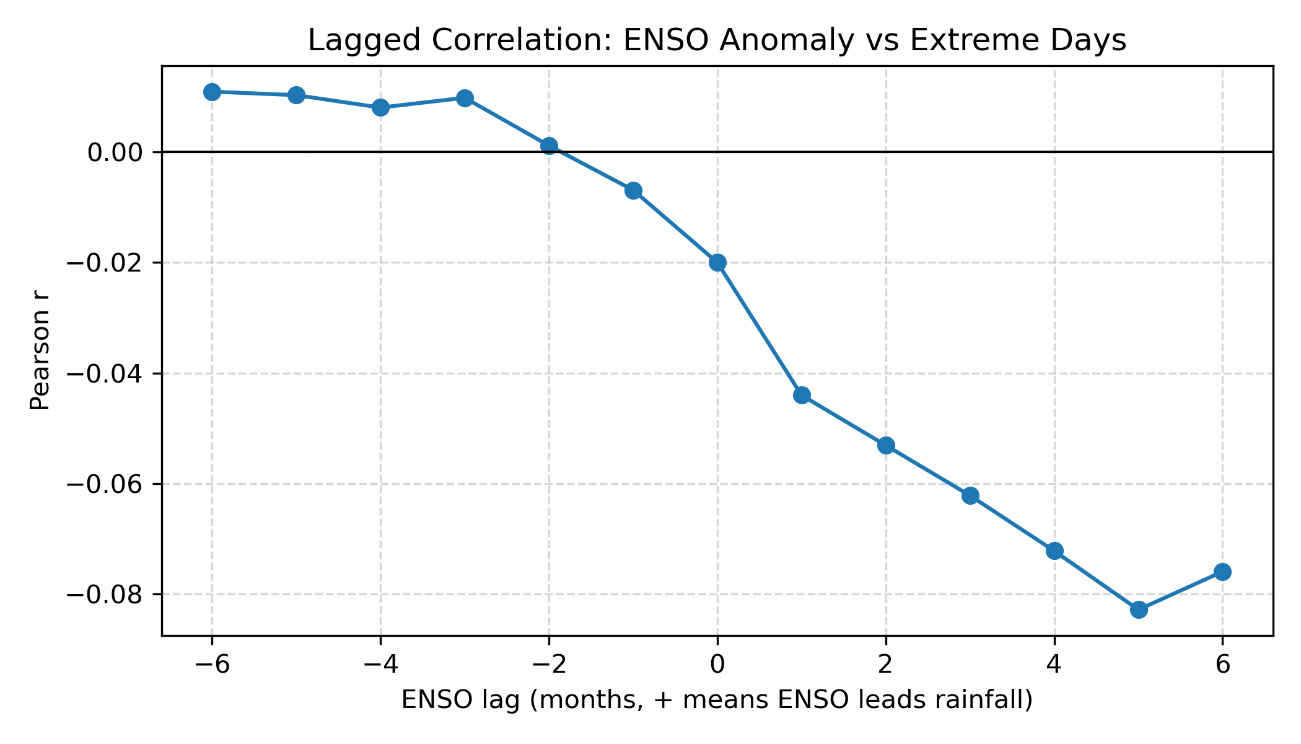 Lagged Correlation: ENSO Anomaly vs Extreme Days
0.00
−0.02
−0.04
−0.06
−0.08
Pearson r
−6 −4 −2 0 2 4 6
ENSO lag (months, + means ENSO leads rainfall)